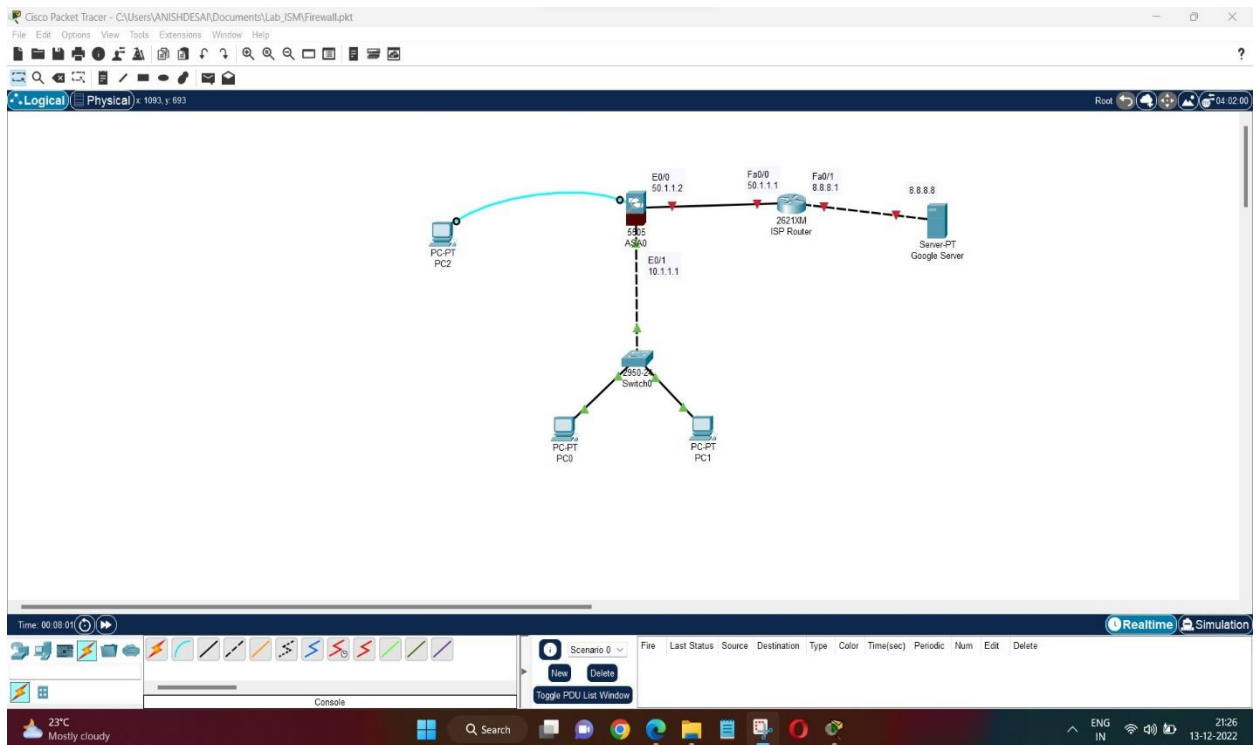 Cisco Packet Tracer - C:\Users\ANISHDESAI\Documents\Lab_ISM\Firewall.pkt
File Edit Options View Tools Extensions Window Help
?
Logical Physical x: 1093, y: 693
Root 04:02:00
E0/0
50.1.1.2
Fa0/0
50.1.1.1
Fa0/1
8.8.8.1
8.8.8.8
5505
ASA0
2621XM
ISP Router
Server-PT
Google Server
PC-PT
PC2
E0/1
10.1.1.1
2950-24
Switch0
PC-PT
PC0
PC-PT
PC1
Time: 00:08:01
Realtime Simulation
Scenario 0
New Delete
Toggle PDU List Window
Fire Last Status Source Destination Type Color Time(sec) Periodic Num Edit Delete
Console
23°C
Mostly cloudy
Search
ENG
IN
21:26
13-12-2022